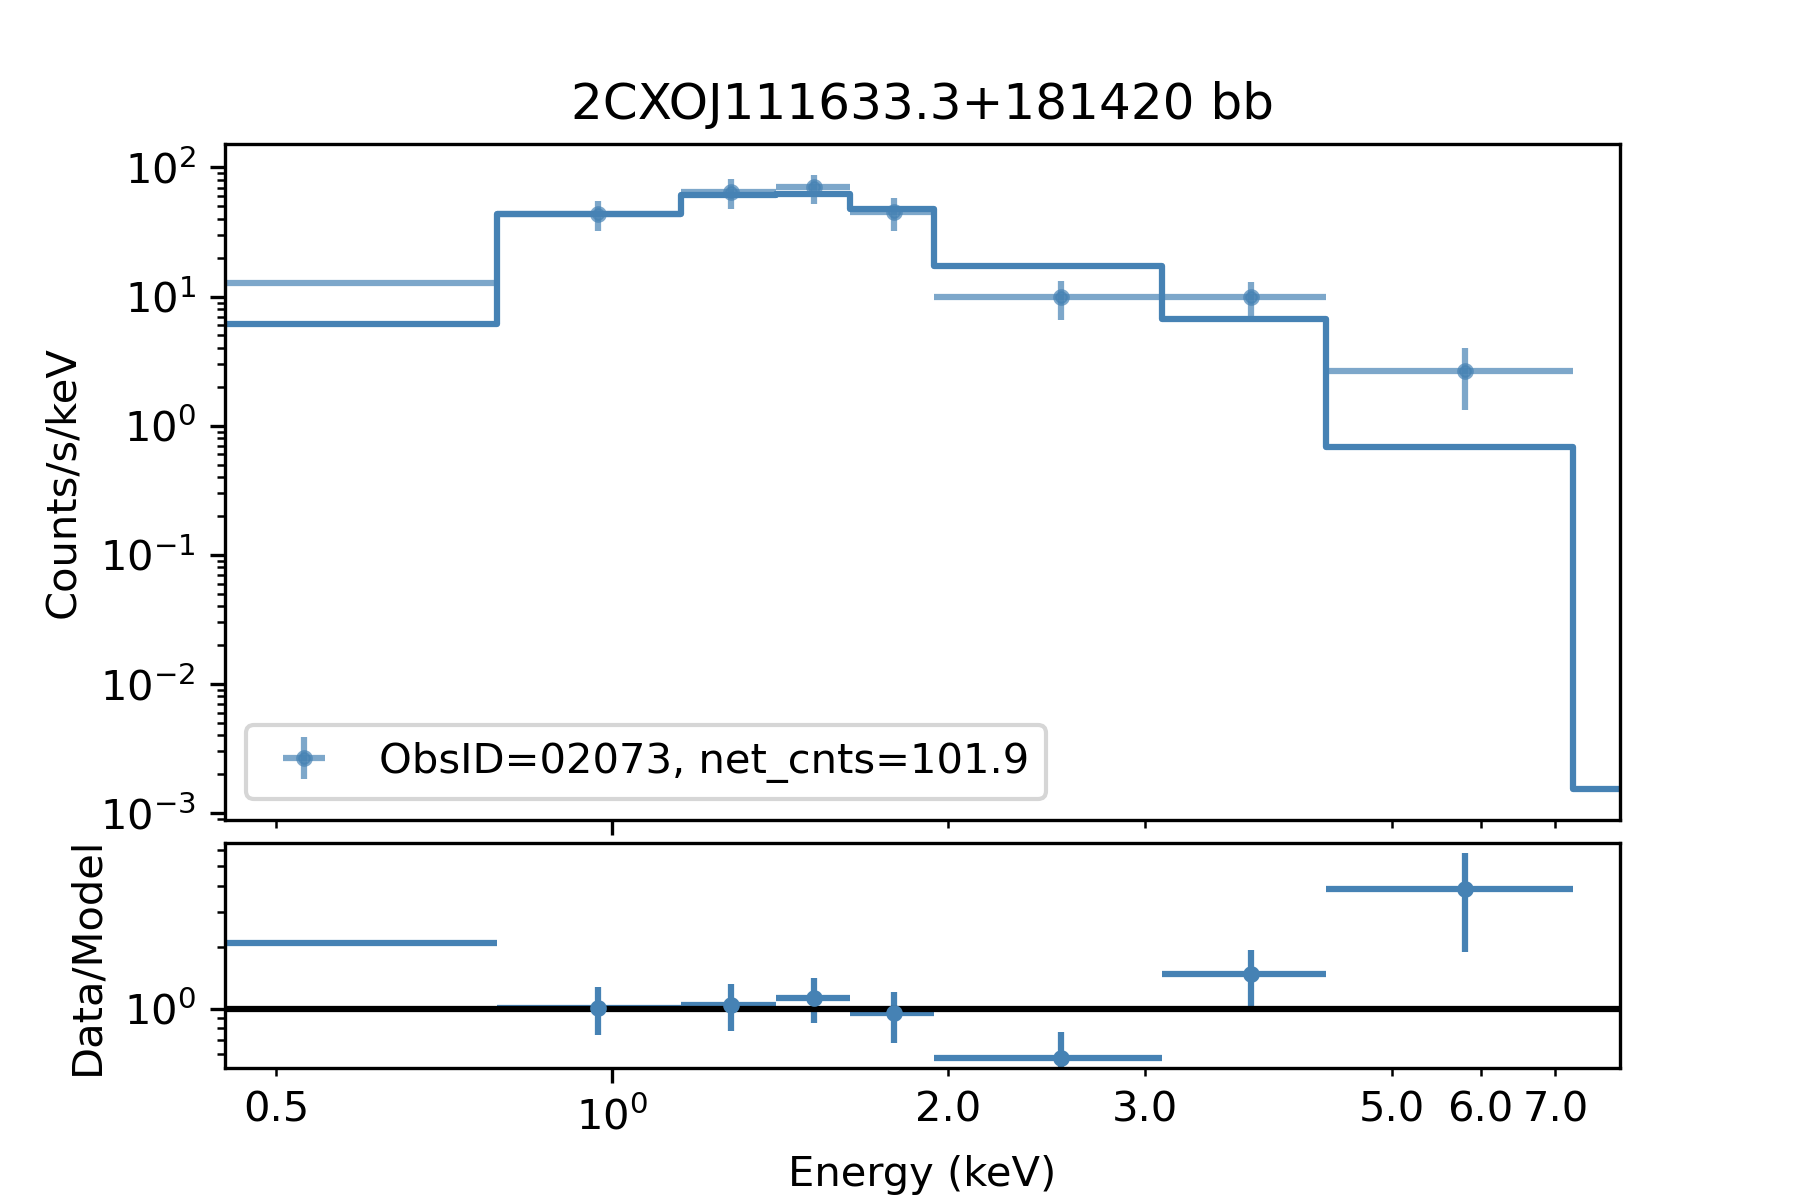 2CXOJ111633.3+181420 bb
Counts/s/keV
10²
10¹
10⁰
10⁻¹
10⁻²
10⁻³
ObsID=02073, net_cnts=101.9
Data/Model
10⁰
0.5 10⁰ 2.0 3.0 5.0 6.0 7.0
Energy (keV)